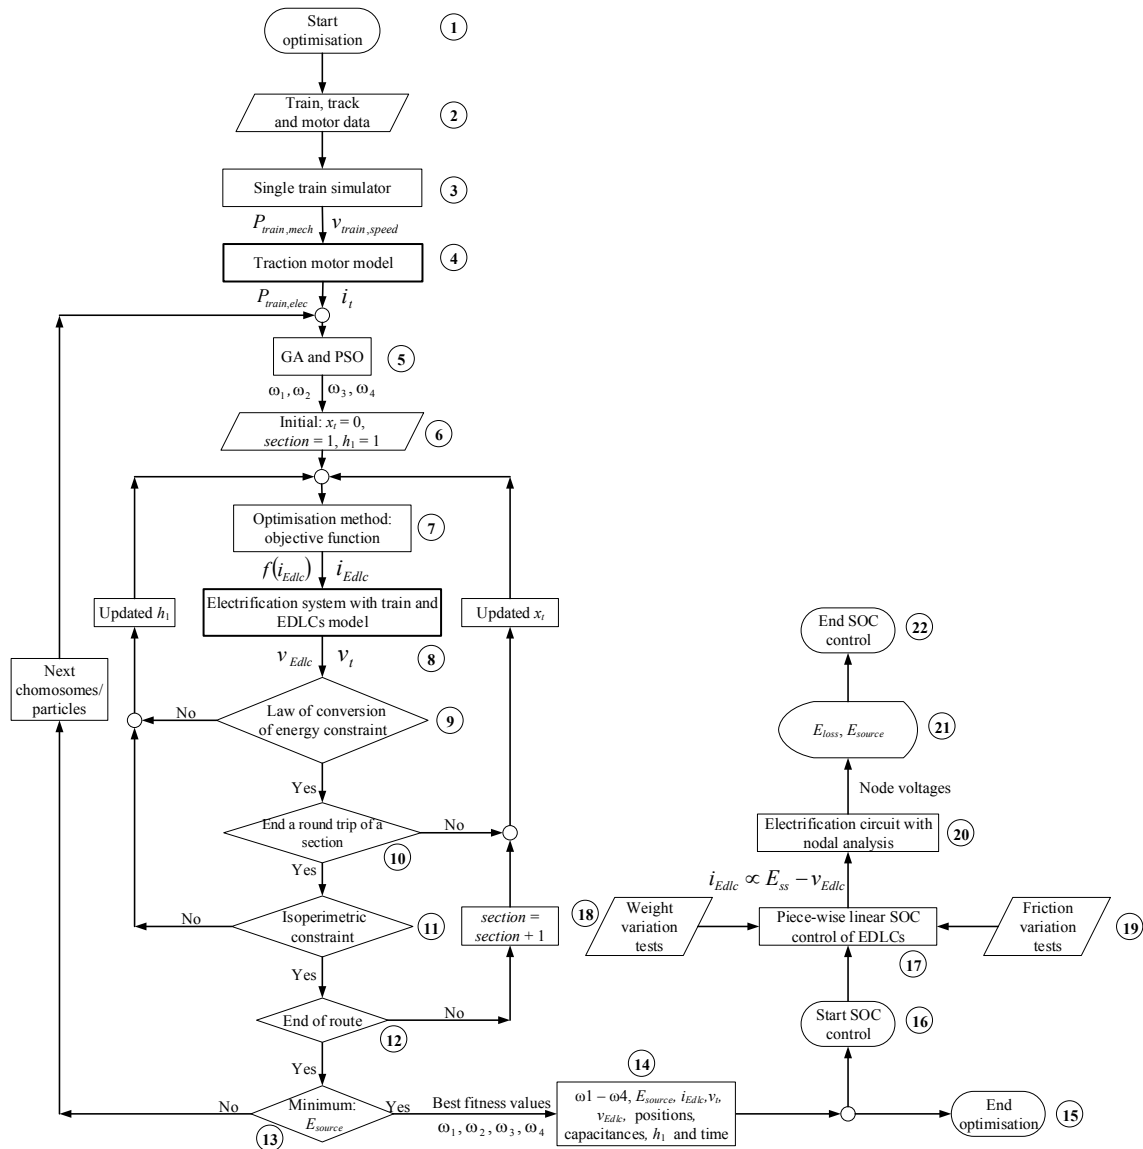 Start
optimisation
1
Train, track
and motor data
2
Single train simulator
3
P_train,mech v_train,speed
Traction motor model
4
P_train,elec i_t
GA and PSO
5
ω₁, ω₂ ω₃, ω₄
Initial: x_t = 0,
section = 1, h₁ = 1
6
Optimisation method:
objective function
7
f(i_Edlc) i_Edlc
Updated h₁
Electrification system with train and
EDLCs model
Updated x_t
8
v_Edlc v_t
Next
chomosomes/
particles
No
Law of conversion
of energy constraint
9
Yes
End a round trip of a
section
No
10
Yes
No
Isoperimetric
constraint
11
section =
section + 1
Yes
End of route
No
12
Yes
No
Minimum:
E_source
Yes
13
Best fitness values
ω₁, ω₂, ω₃, ω₄
14
ω1 – ω4, E_source, i_Edlc, v_t,
v_Edlc, positions,
capacitances, h₁ and time
End
optimisation
15
Start SOC
control
16
Piece-wise linear SOC
control of EDLCs
17
18
Weight
variation
tests
Friction
variation
tests
19
i_Edlc ∝ E_ss − v_Edlc
Electrification circuit with
nodal analysis
20
Node voltages
E_loss, E_source
21
End SOC
control
22